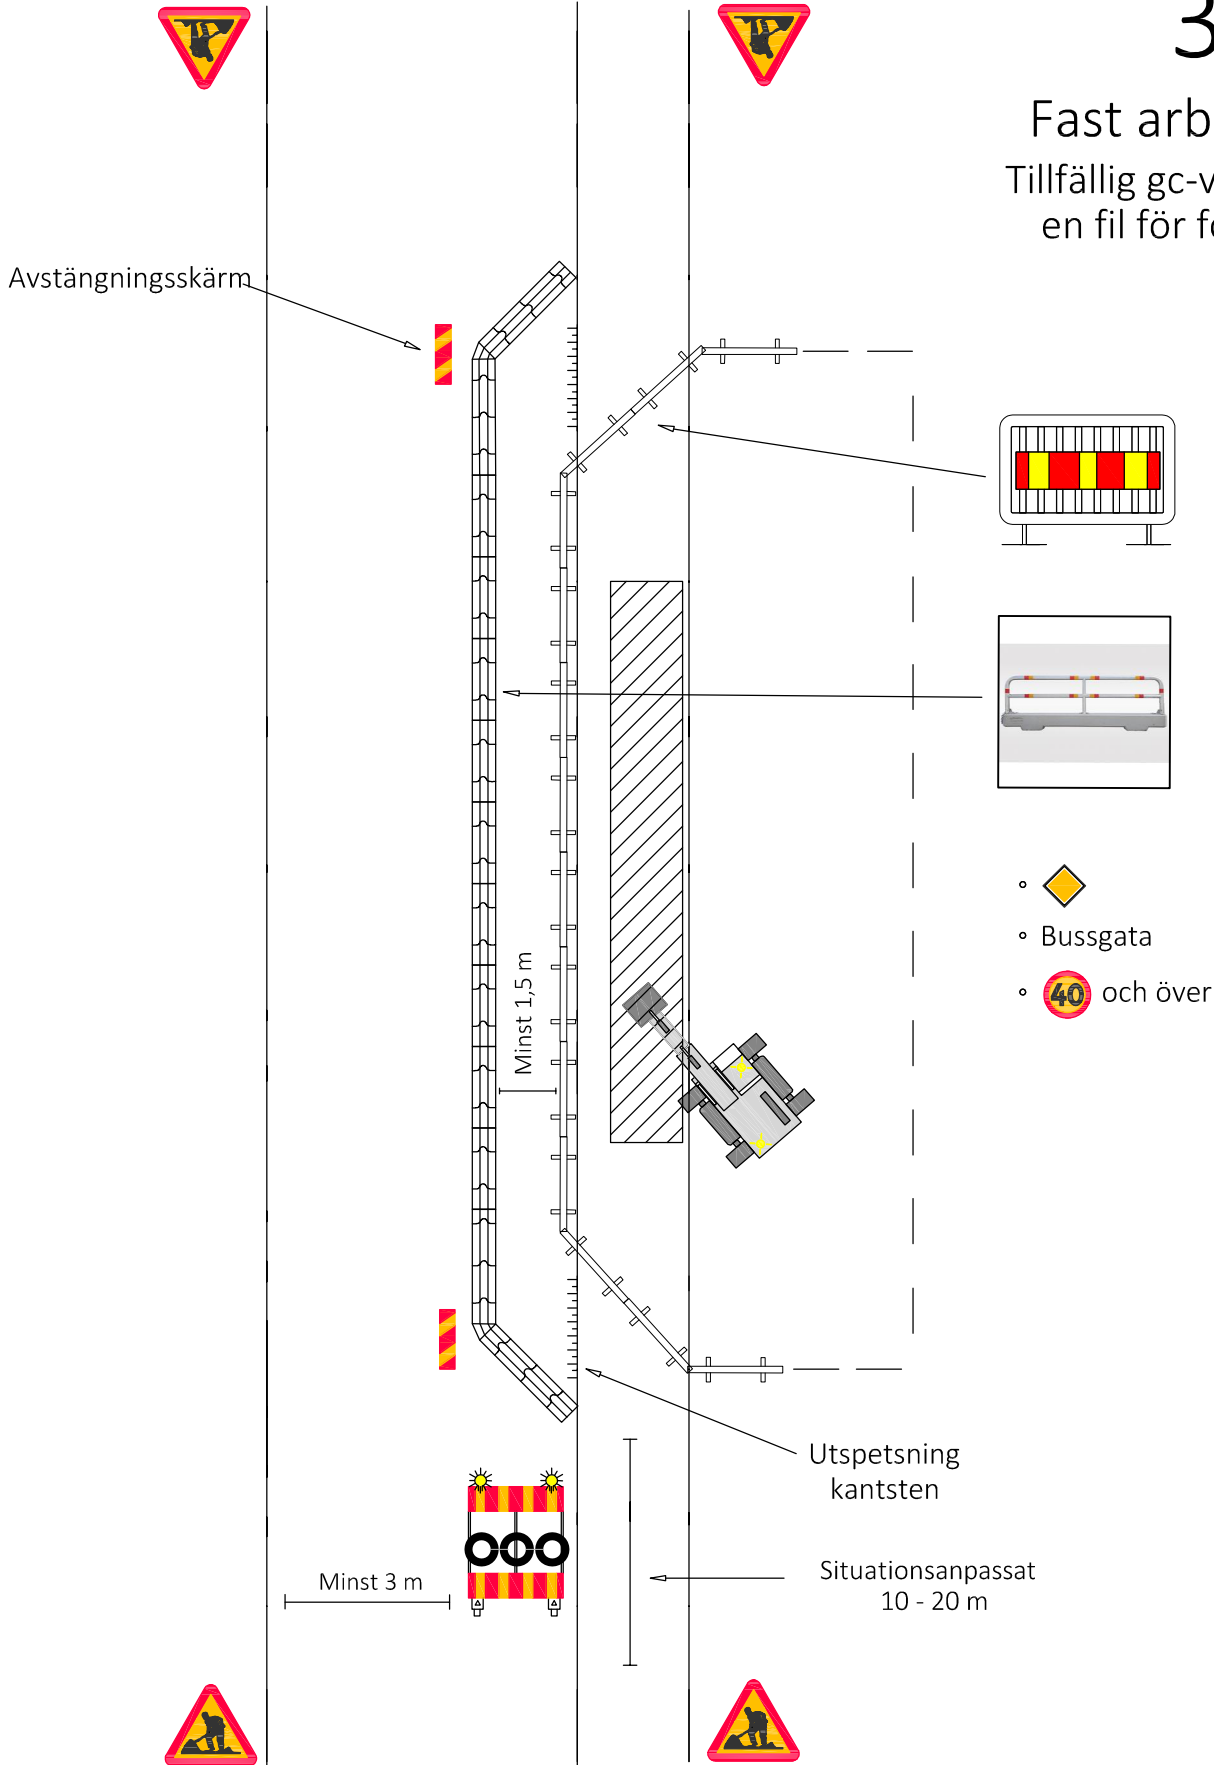 3
Fast arb
Tillfällig gc-v
en fil för fö
Avstängningsskärm
Minst 1,5 m
Bussgata
40 och över
Utspetsning
kantsten
Situationsanpassat
10 - 20 m
Minst 3 m